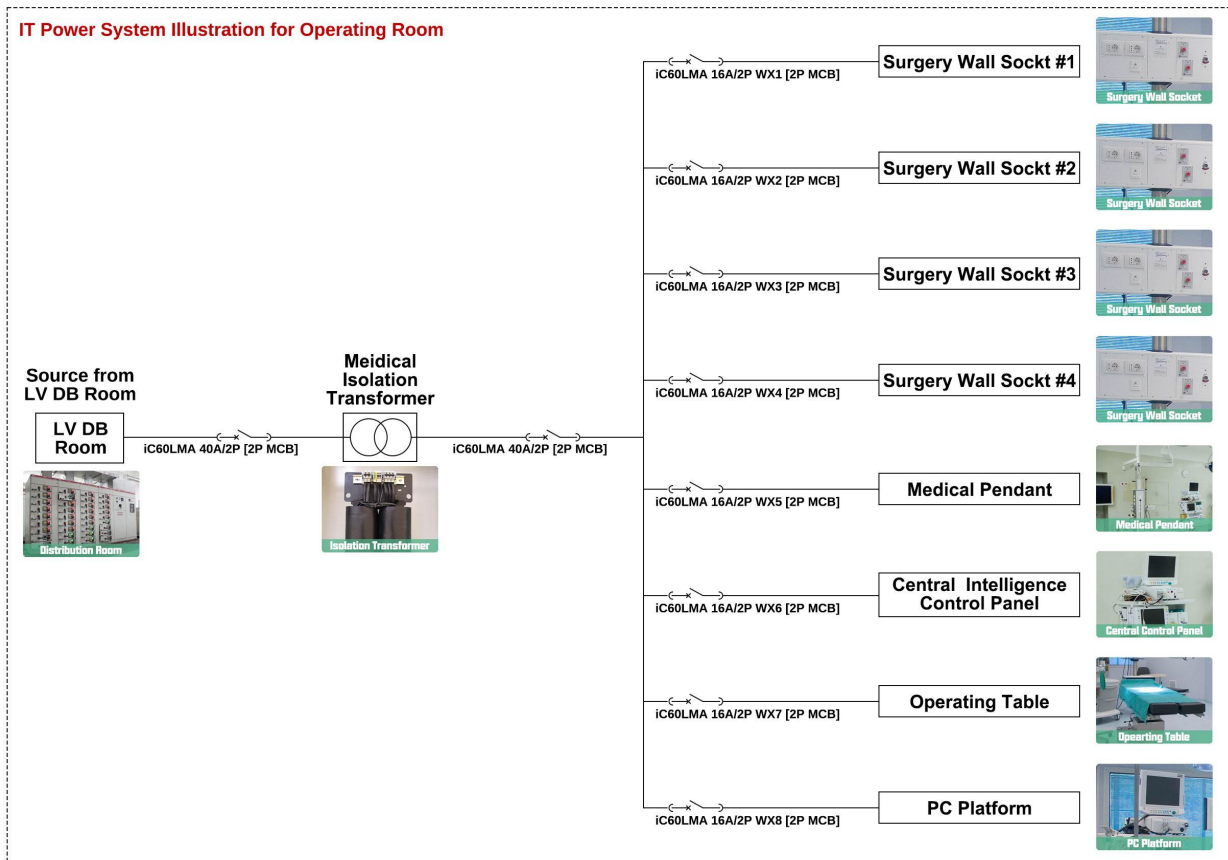 IT Power System Illustration for Operating Room
iC60LMA 16A/2P WX1 [2P MCB]
Surgery Wall Sockt #1
Surgery Wall Socket
iC60LMA 16A/2P WX2 [2P MCB]
Surgery Wall Sockt #2
Surgery Wall Socket
iC60LMA 16A/2P WX3 [2P MCB]
Surgery Wall Sockt #3
Surgery Wall Socket
iC60LMA 16A/2P WX4 [2P MCB]
Surgery Wall Sockt #4
Surgery Wall Socket
Source from
LV DB Room
LV DB
Room
Distribution Room
iC60LMA 40A/2P [2P MCB]
Meidical
Isolation
Transformer
Isolation Transformer
iC60LMA 40A/2P [2P MCB]
iC60LMA 16A/2P WX5 [2P MCB]
Medical Pendant
Medical Pendant
iC60LMA 16A/2P WX6 [2P MCB]
Central Intelligence
Control Panel
Central Control Panel
iC60LMA 16A/2P WX7 [2P MCB]
Operating Table
Opearting Table
iC60LMA 16A/2P WX8 [2P MCB]
PC Platform
PC Platform